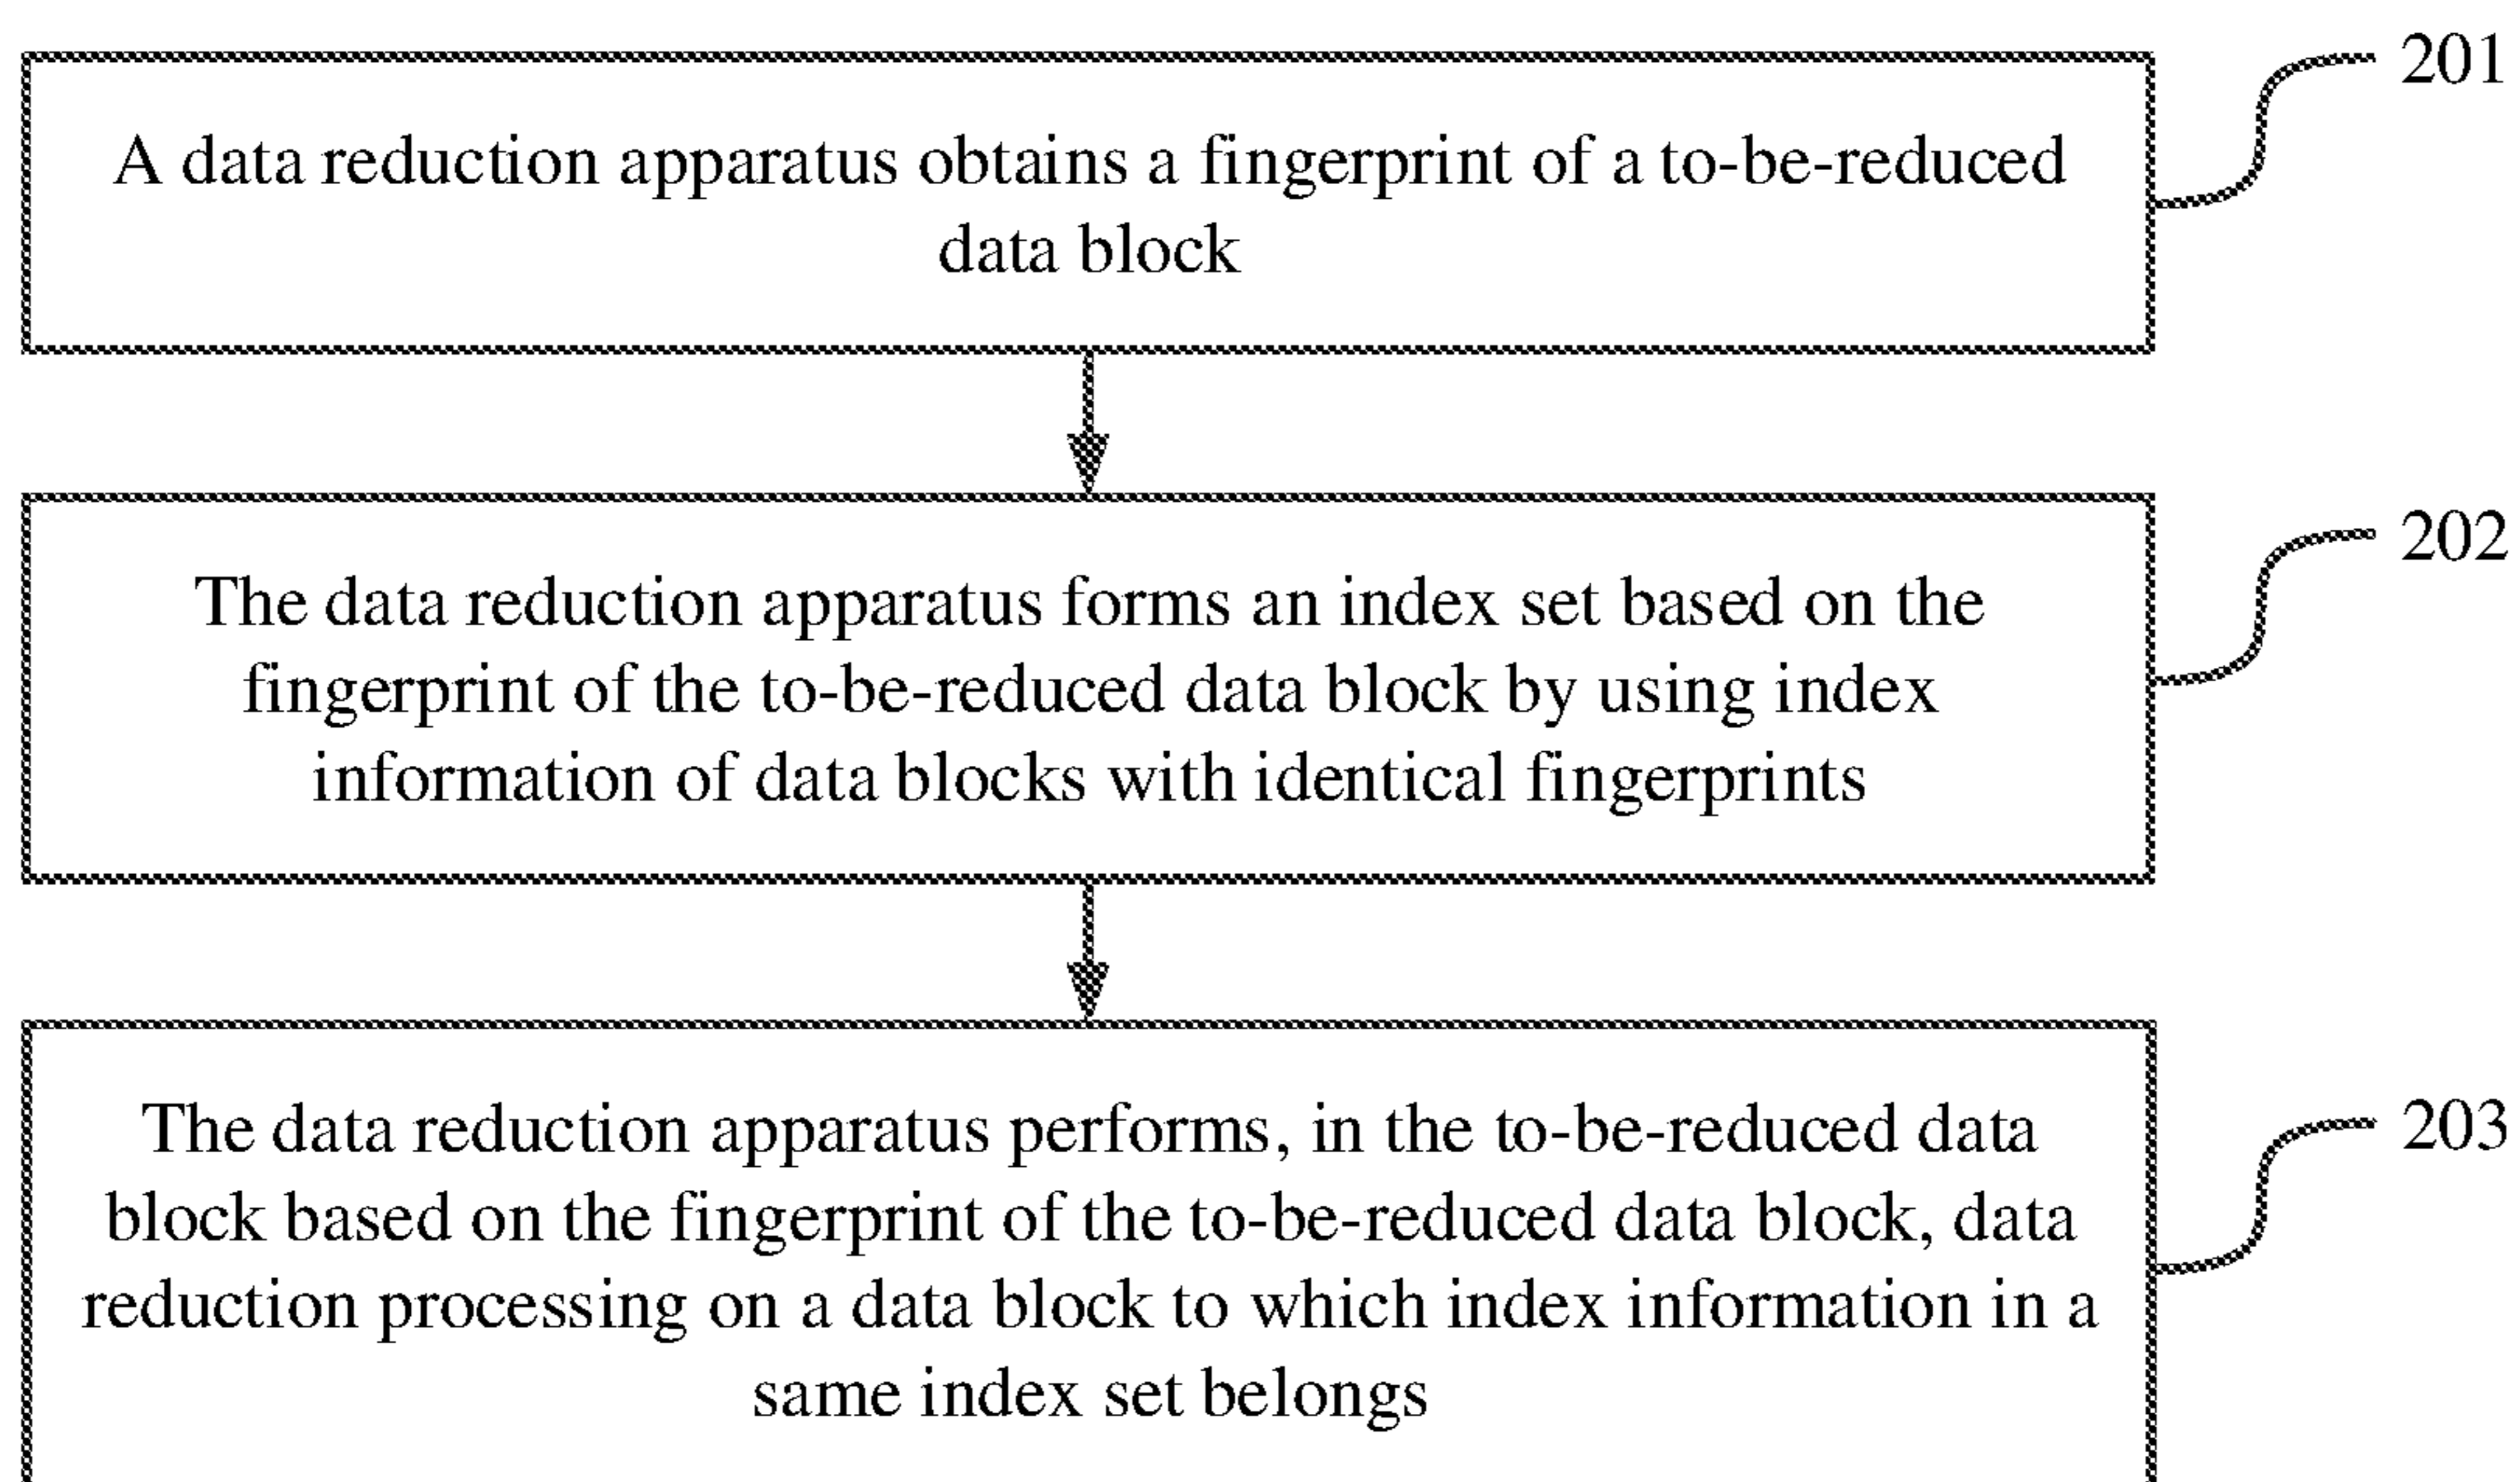 201
A data reduction apparatus obtains a fingerprint of a to-be-reduced
data block
202
The data reduction apparatus forms an index set based on the
fingerprint of the to-be-reduced data block by using index
information of data blocks with identical fingerprints
203
The data reduction apparatus performs, in the to-be-reduced data
block based on the fingerprint of the to-be-reduced data block, data
reduction processing on a data block to which index information in a
same index set belongs